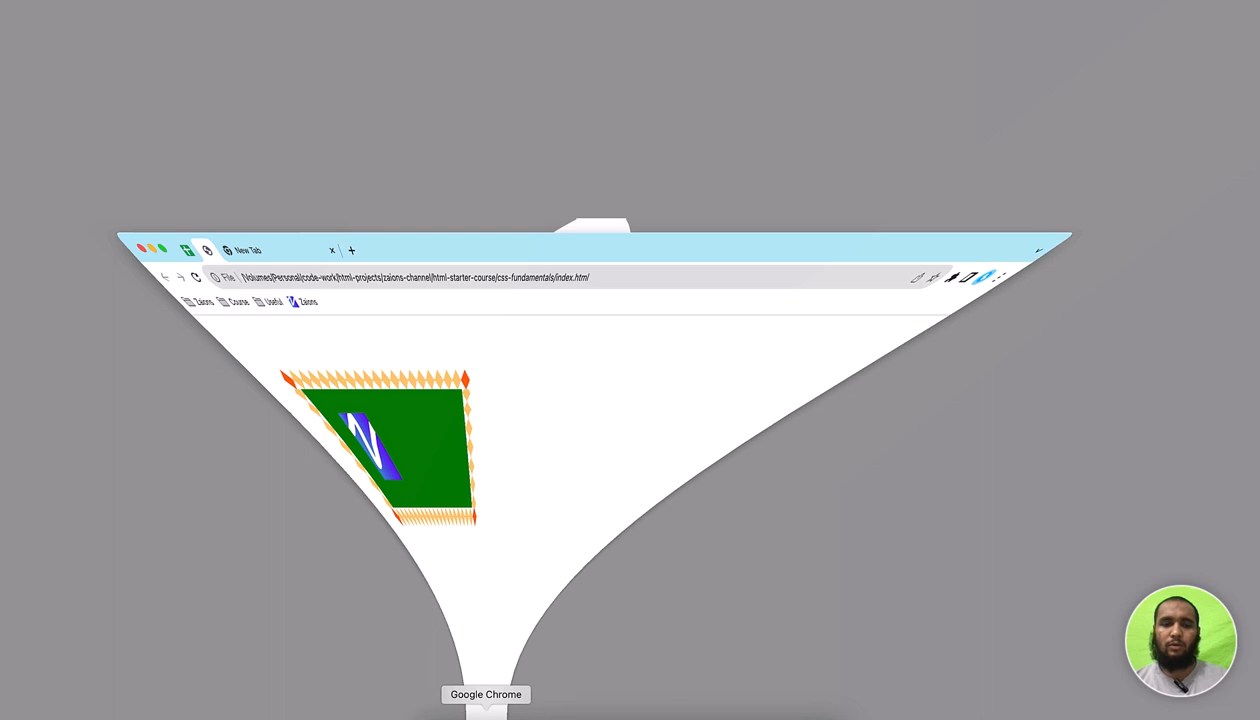 New Tab
File /Volumes/Personal/code-work/html-projects/zaions-channel/html-starter-course/css-fundamentals/index.html
Zaions Course Useful Zaions
Google Chrome